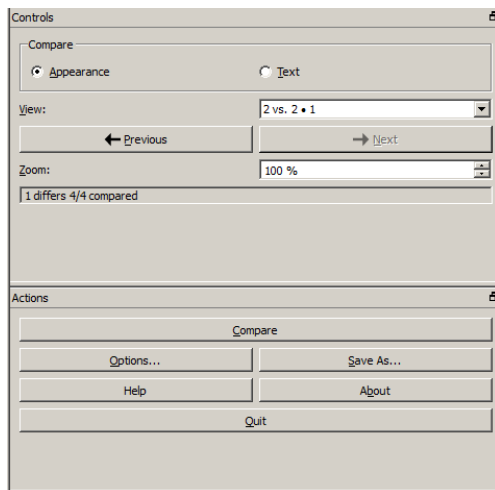 Controls
Compare
Appearance Text
View: 2 vs. 2 • 1
Previous Next
Zoom: 100 %
1 differs 4/4 compared
Actions
Compare
Options... Save As...
Help About
Quit